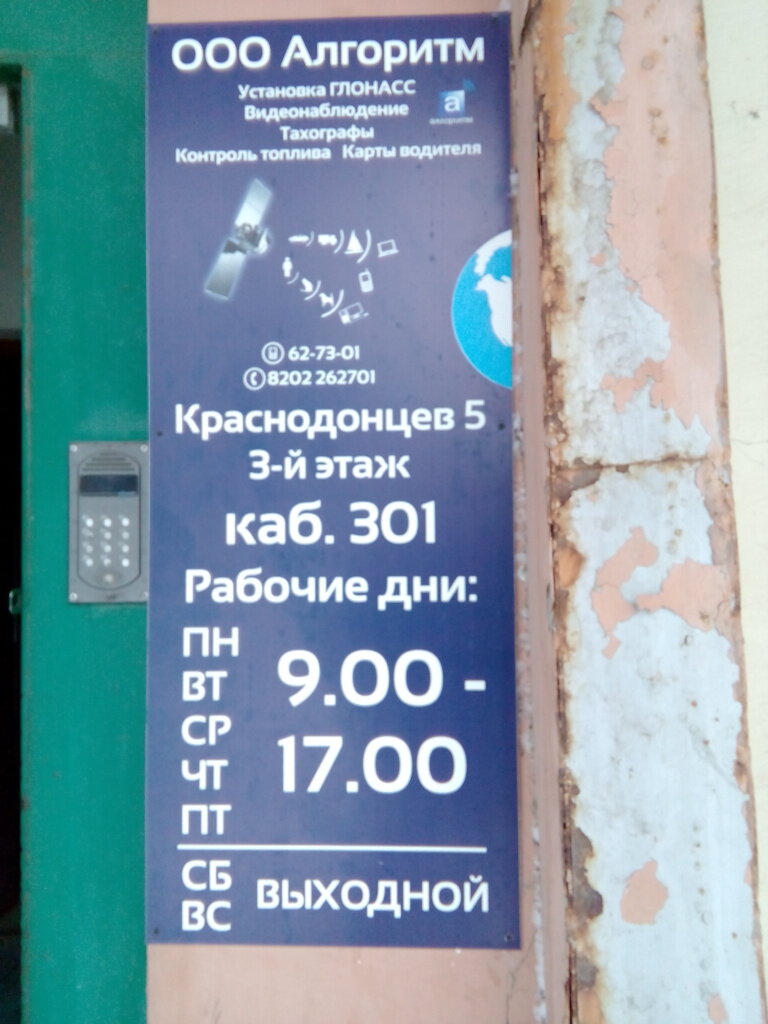 ООО Алгоритм
Установка ГЛОНАСС
Видеонаблюдение
Тахографы
Контроль топлива Карты водителя
а
алгоритм
62-73-01
8202 262701
Краснодонцев 5
3-й этаж
каб. 301
Рабочие дни:
ПН
ВТ
СР
ЧТ
ПТ
9.00 -
17.00
СБ
ВС
ВЫХОДНОЙ